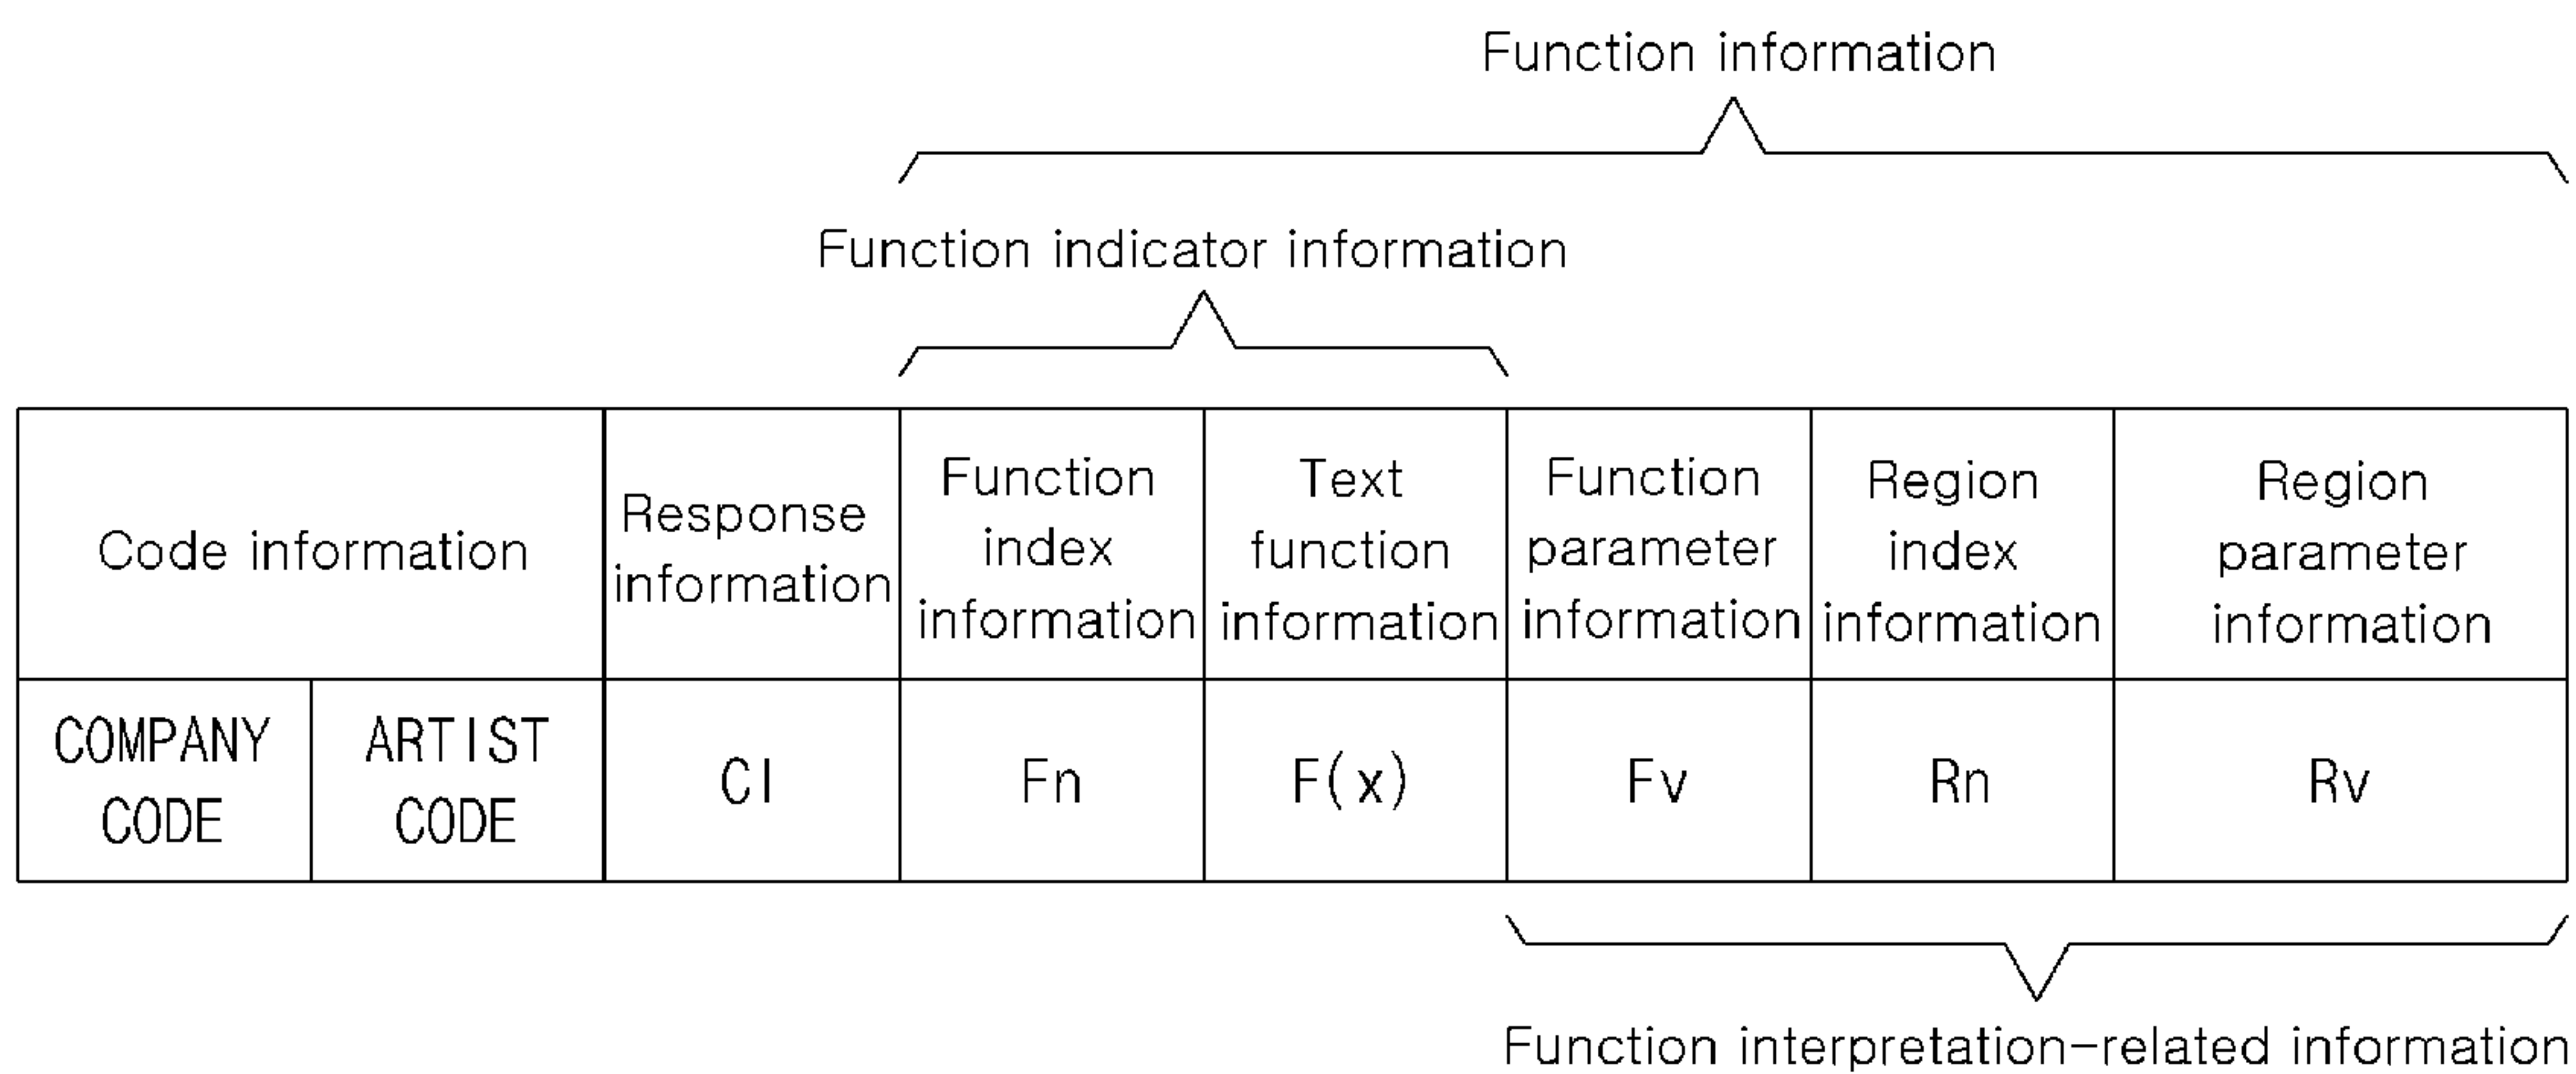 Function information
Function indicator information
Code information
Response
information
Function
index
information
Text
function
information
Function
parameter
information
Region
index
information
Region
parameter
information
COMPANY
CODE
ARTIST
CODE
CI
Fn
F(x)
Fv
Rn
Rv
Function interpretation-related information